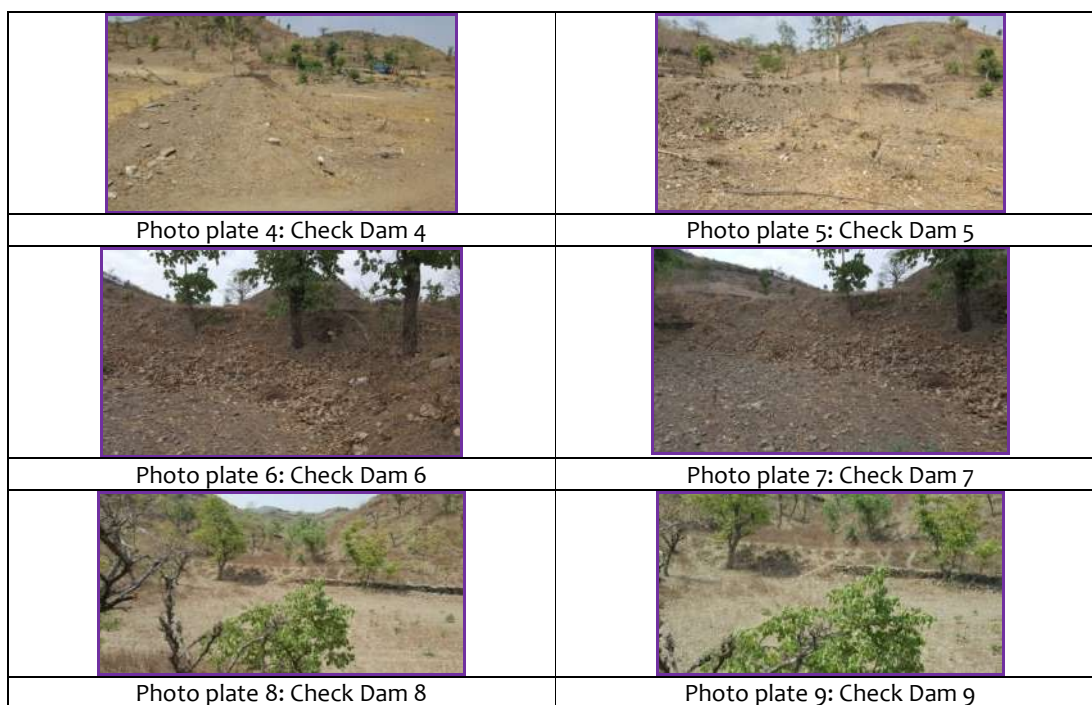 Photo plate 4: Check Dam 4
Photo plate 5: Check Dam 5
Photo plate 6: Check Dam 6
Photo plate 7: Check Dam 7
Photo plate 8: Check Dam 8
Photo plate 9: Check Dam 9